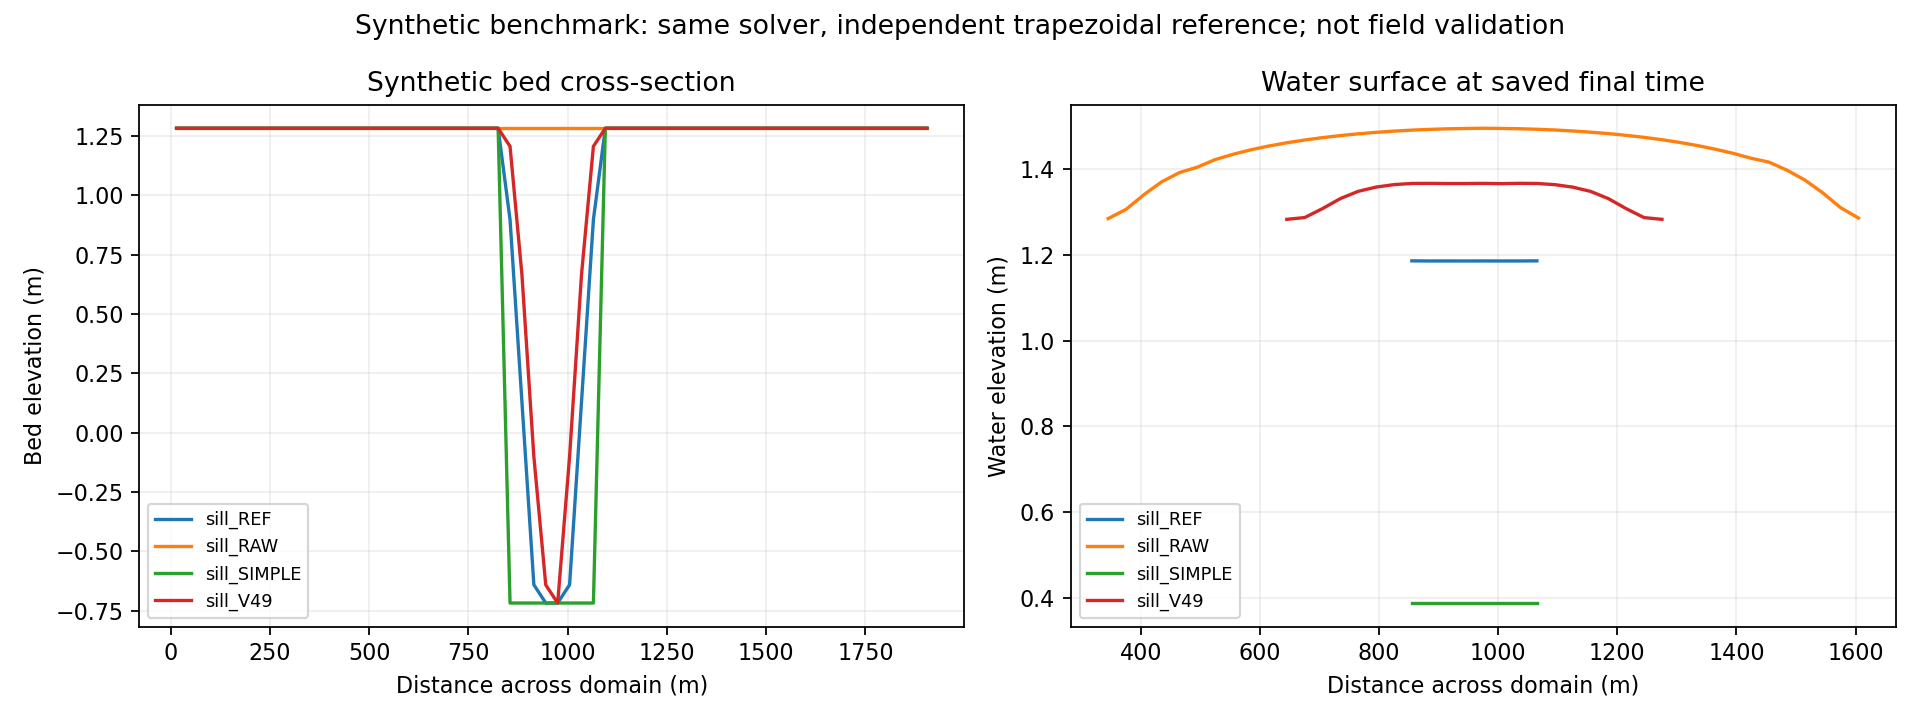 Synthetic benchmark: same solver, independent trapezoidal reference; not field validation
Synthetic bed cross-section
Bed elevation (m)
1.25
1.00
0.75
0.50
0.25
0.00
−0.25
−0.50
−0.75
sill_REF
sill_RAW
sill_SIMPLE
sill_V49
0 250 500 750 1000 1250 1500 1750
Distance across domain (m)
Water surface at saved final time
Water elevation (m)
1.4
1.2
1.0
0.8
0.6
0.4
sill_REF
sill_RAW
sill_SIMPLE
sill_V49
400 600 800 1000 1200 1400 1600
Distance across domain (m)